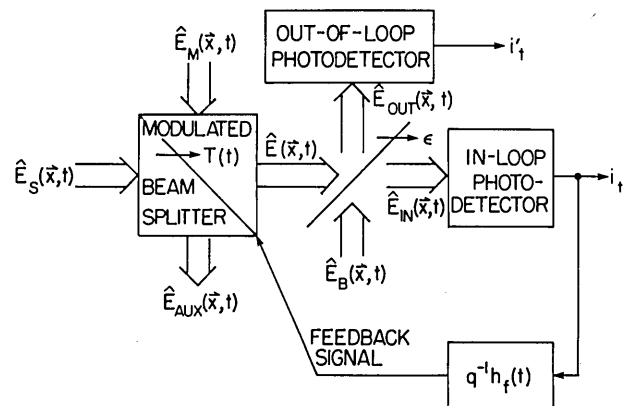 Ê_M(x⃗,t)
OUT-OF-LOOP
PHOTODETECTOR
i'_t
Ê_OUT(x⃗,t)
MODULATED
T(t)
BEAM
SPLITTER
Ê_S(x⃗,t)
Ê(x⃗,t)
ϵ
IN-LOOP
PHOTO-
DETECTOR
i_t
Ê_IN(x⃗,t)
Ê_B(x⃗,t)
Ê_AUX(x⃗,t)
FEEDBACK
SIGNAL
q⁻¹h_f(t)